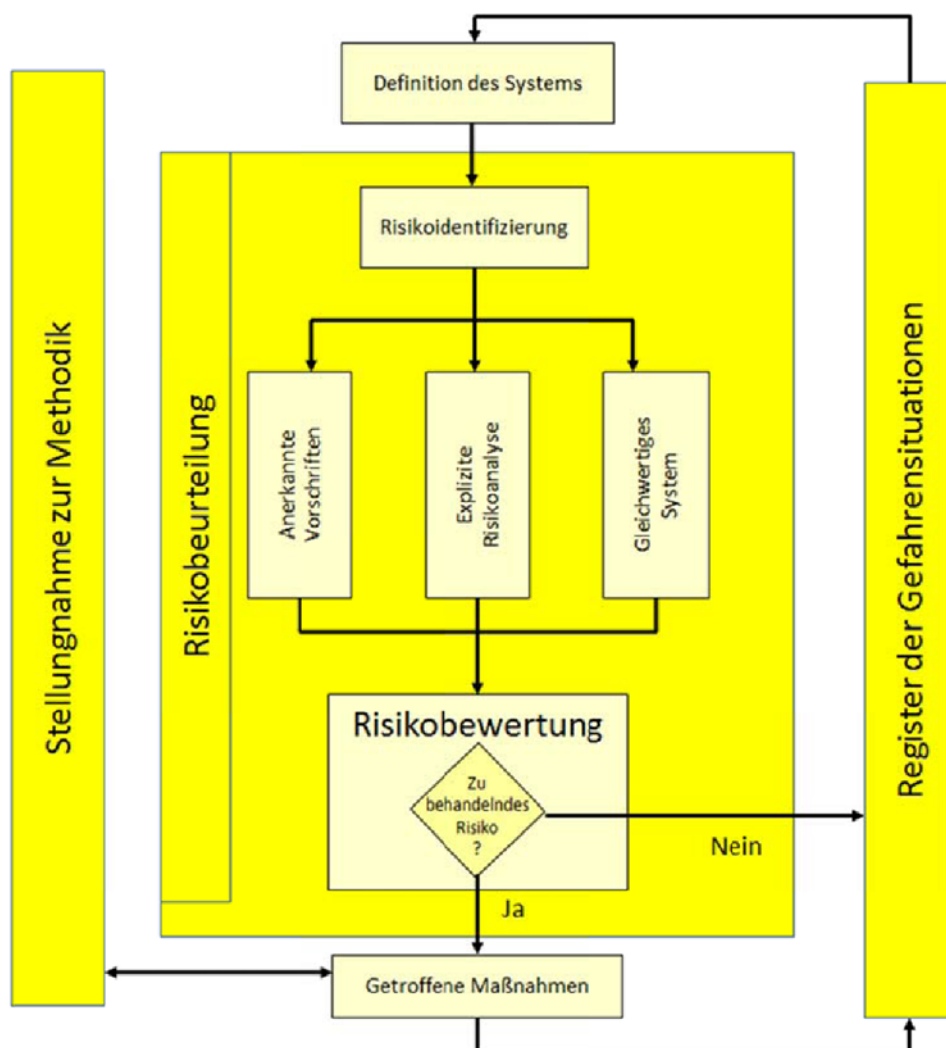 Definition des Systems
Stellungnahme zur Methodik
Risikobeurteilung
Risikoidentifizierung
Anerkannte
Vorschriften
Explizite
Risikoanalyse
Gleichwertiges
System
Risikobewertung
Zu
behandelndes
Risiko
?
Nein
Ja
Getroffene Maßnahmen
Register der Gefahrensituationen